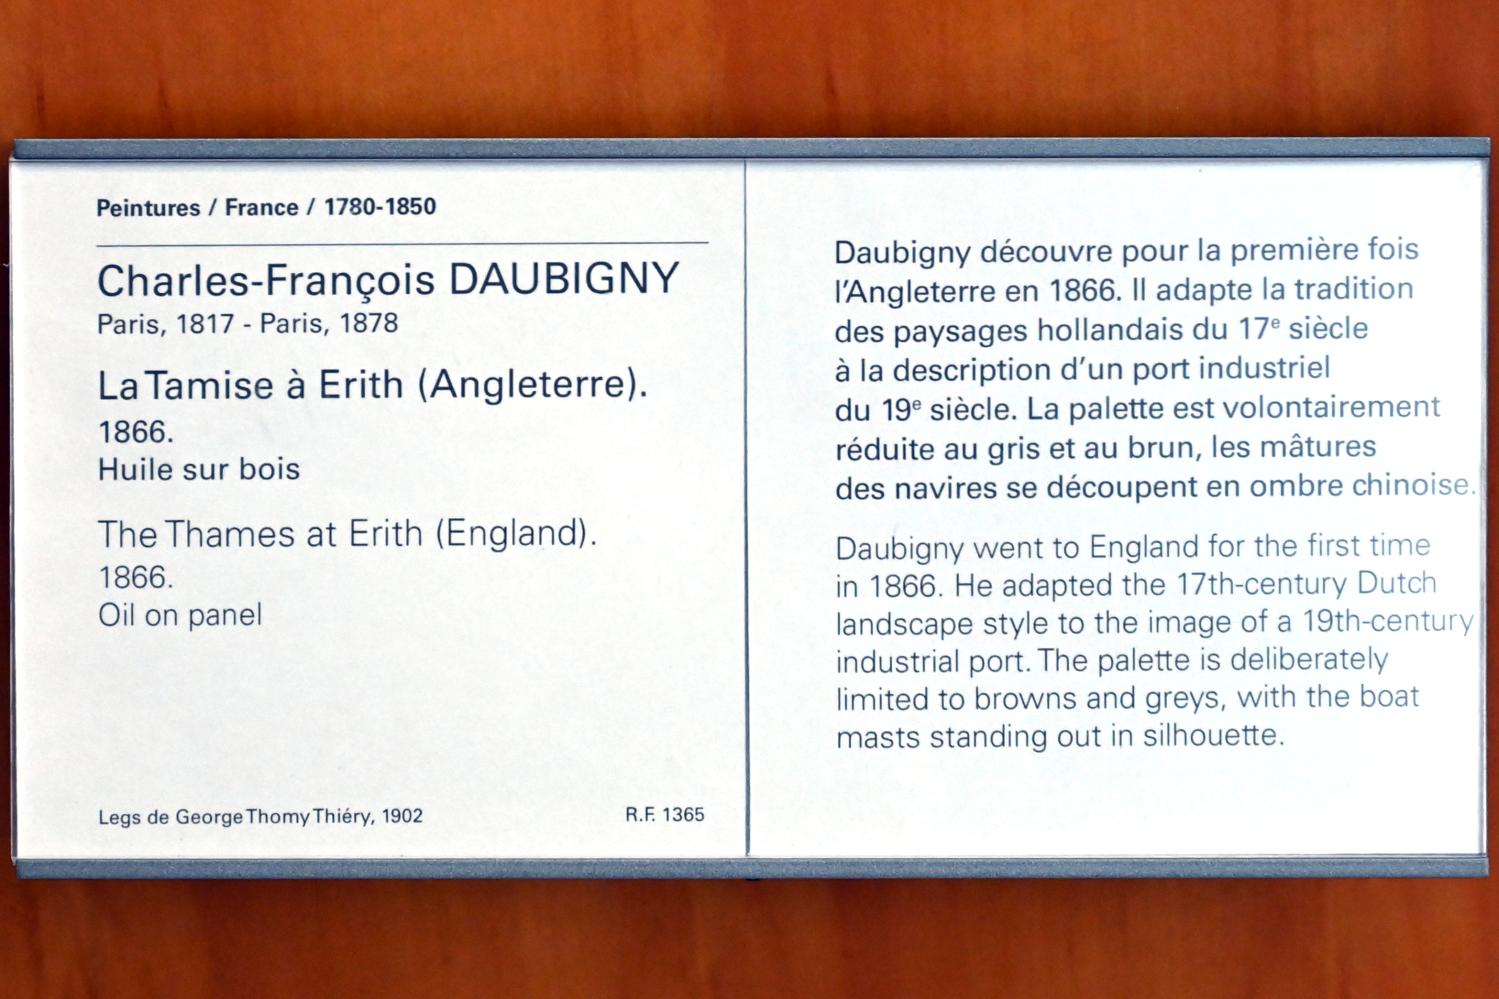 Peintures / France / 1780-1850
Charles-François DAUBIGNY
Paris, 1817 - Paris, 1878
La Tamise à Erith (Angleterre).
1866.
Huile sur bois
The Thames at Erith (England).
1866.
Oil on panel
Legs de George Thomy Thiéry, 1902
R.F. 1365
Daubigny découvre pour la première fois
l'Angleterre en 1866. Il adapte la tradition
des paysages hollandais du 17e siècle
à la description d'un port industriel
du 19e siècle. La palette est volontairement
réduite au gris et au brun, les mâtures
des navires se découpent en ombre chinoise.
Daubigny went to England for the first time
in 1866. He adapted the 17th-century Dutch
landscape style to the image of a 19th-century
industrial port. The palette is deliberately
limited to browns and greys, with the boat
masts standing out in silhouette.